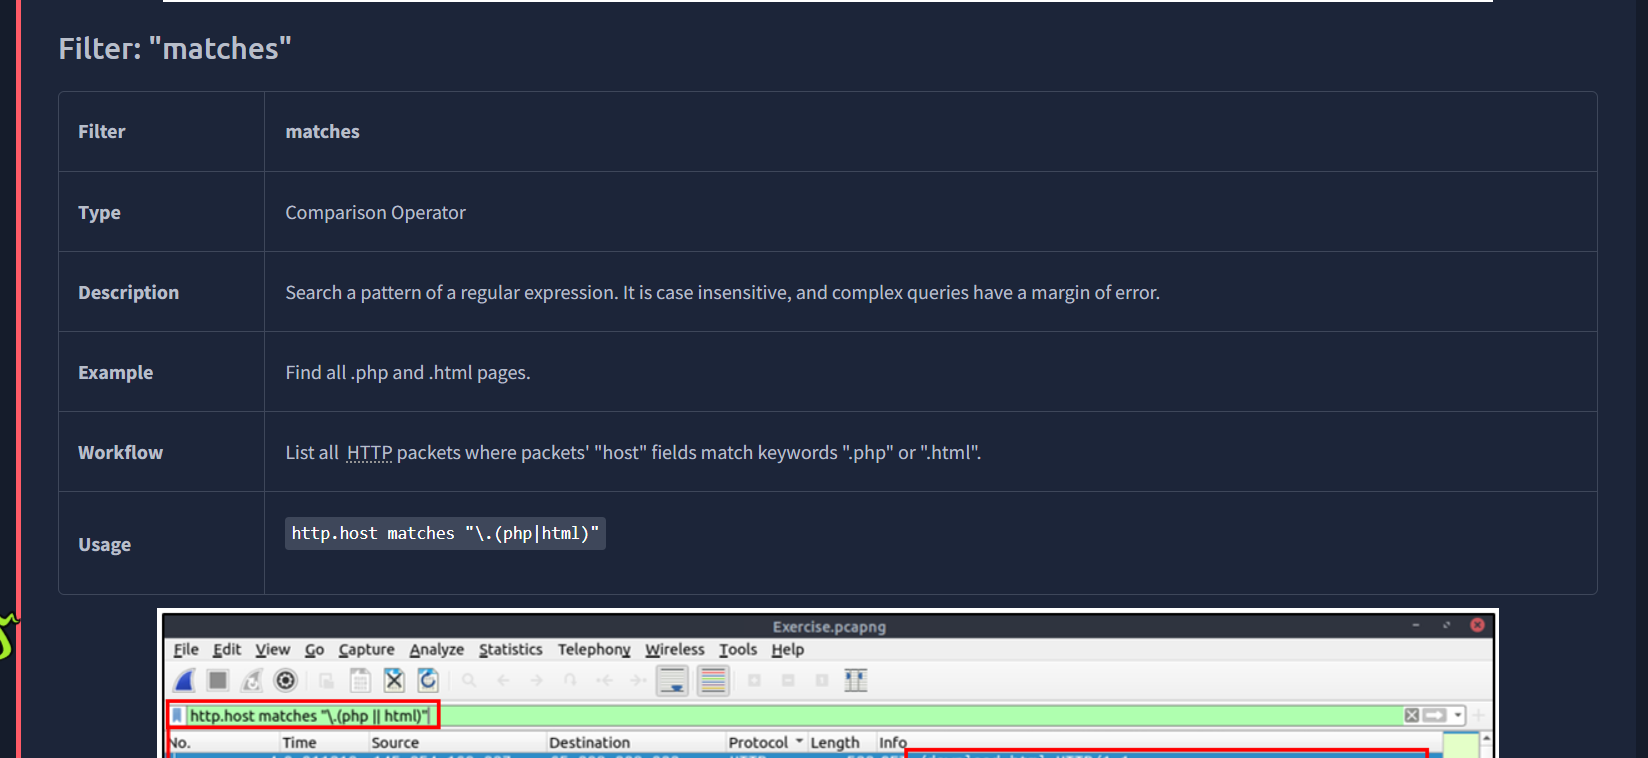 Filter: "matches"
Filter matches
Type Comparison Operator
Description Search a pattern of a regular expression. It is case insensitive, and complex queries have a margin of error.
Example Find all .php and .html pages.
Workflow List all HTTP packets where packets' "host" fields match keywords ".php" or ".html".
Usage http.host matches "\.(php|html)"
Exercise.pcapng
File Edit View Go Capture Analyze Statistics Telephony Wireless Tools Help
http.host matches "\.(php || html)"
No. Time Source Destination Protocol Length Info